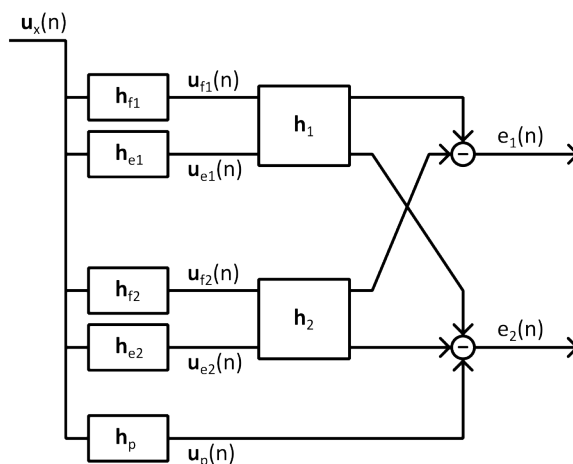 u_x(n)
h_f1
u_f1(n)
h_1
h_e1
u_e1(n)
e_1(n)
h_f2
u_f2(n)
h_2
h_e2
u_e2(n)
e_2(n)
h_p
u_p(n)